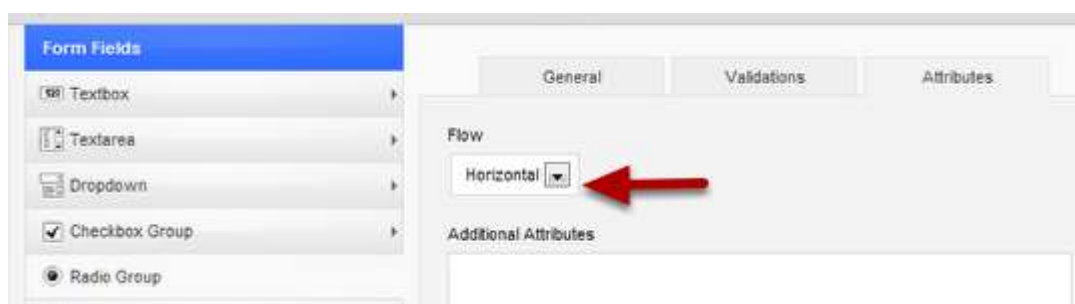 Form Fields
Textbox
Textarea
Dropdown
Checkbox Group
Radio Group
General
Validations
Attributes
Flow
Horizontal
Additional Attributes